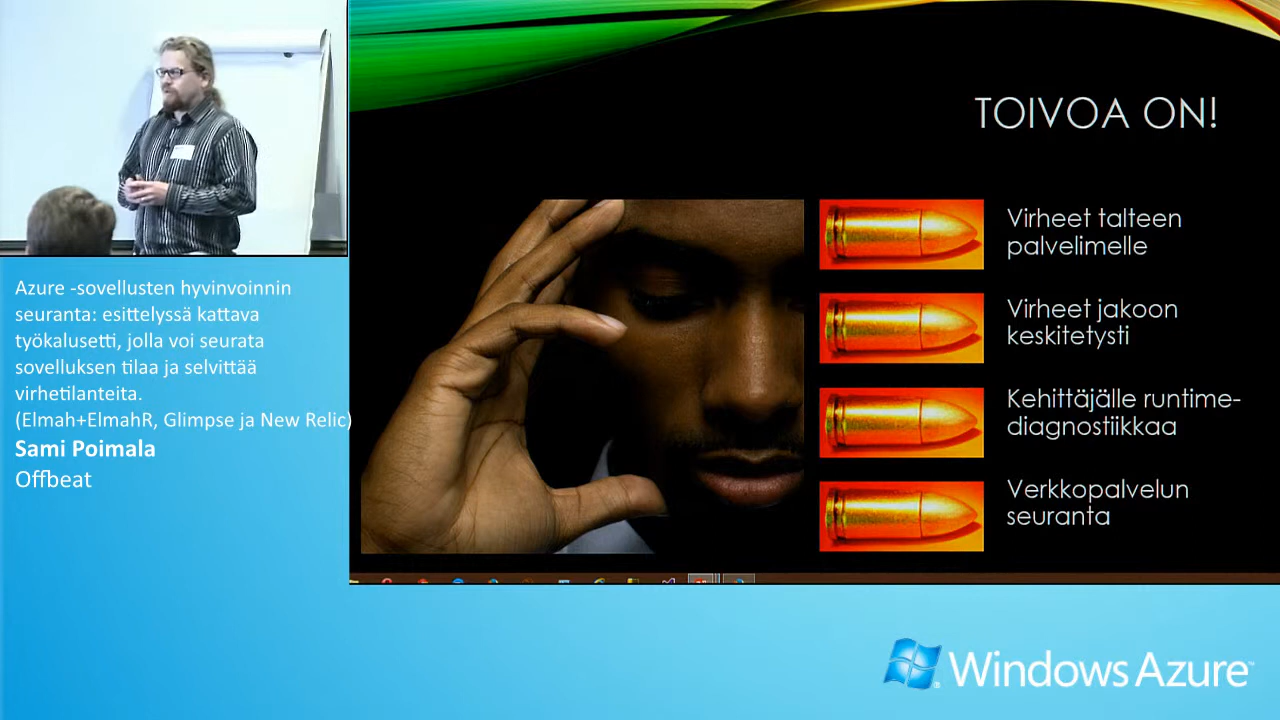 TOIVOA ON!
Virheet talteen
palvelimelle
Virheet jakoon
keskitetysti
Kehittäjälle runtime-
diagnostiikkaa
Verkkopalvelun
seuranta
Azure -sovellusten hyvinvoinnin
seuranta: esittelyssä kattava
työkalusetti, jolla voi seurata
sovelluksen tilaa ja selvittää
virhetilanteita.
(Elmah+ElmahR, Glimpse ja New Relic)
Sami Poimala
Offbeat
Windows Azure™